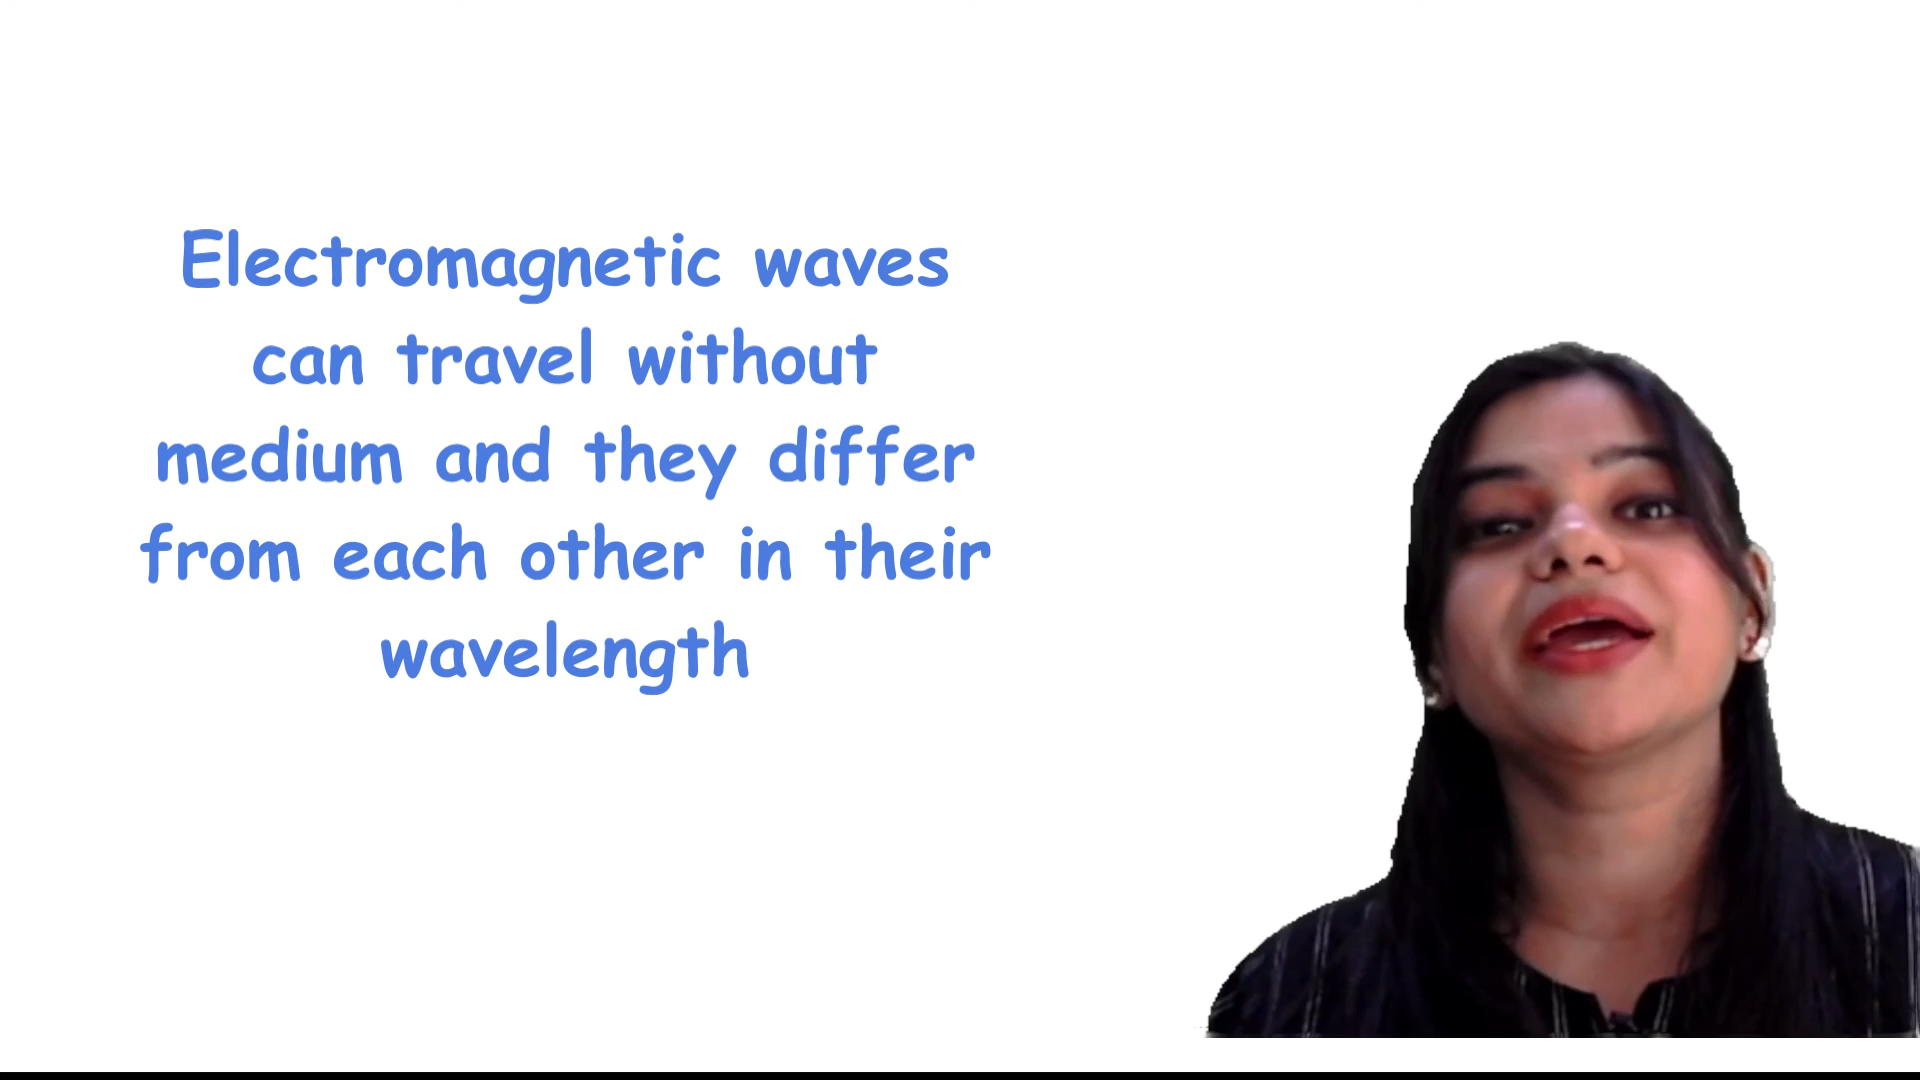 Electromagnetic waves
can travel without
medium and they differ
from each other in their
wavelength